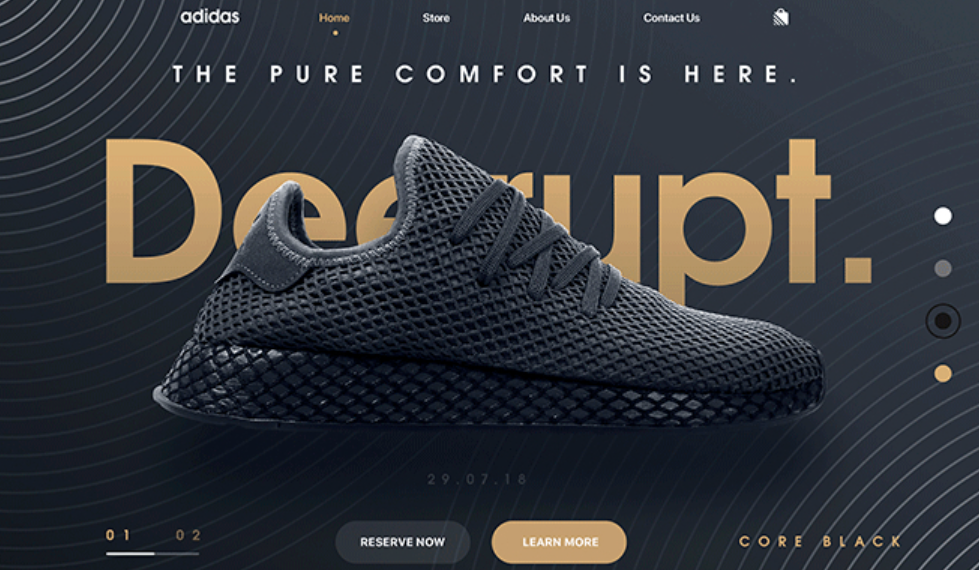 adidas Home Store About Us Contact Us
THE PURE COMFORT IS HERE.
Deerupt.
29.07.18
01 02 RESERVE NOW LEARN MORE CORE BLACK